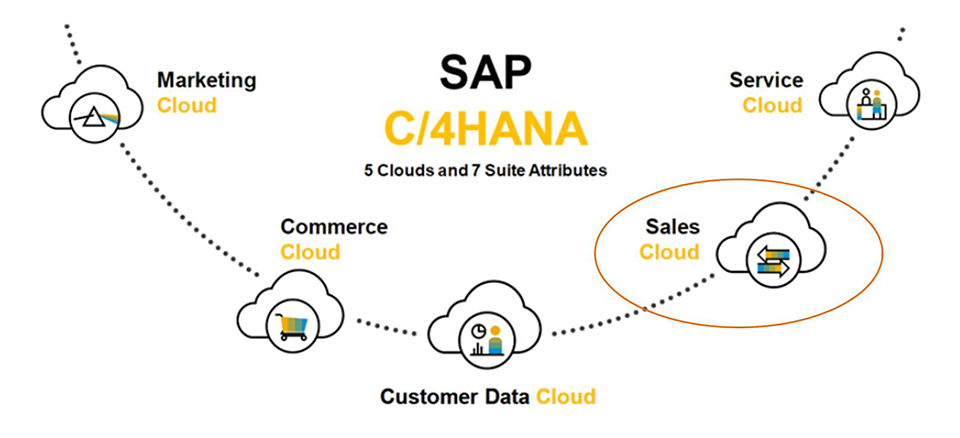 SAP
C/4HANA
5 Clouds and 7 Suite Attributes
Marketing
Cloud
Service
Cloud
Commerce
Cloud
Sales
Cloud
Customer Data Cloud